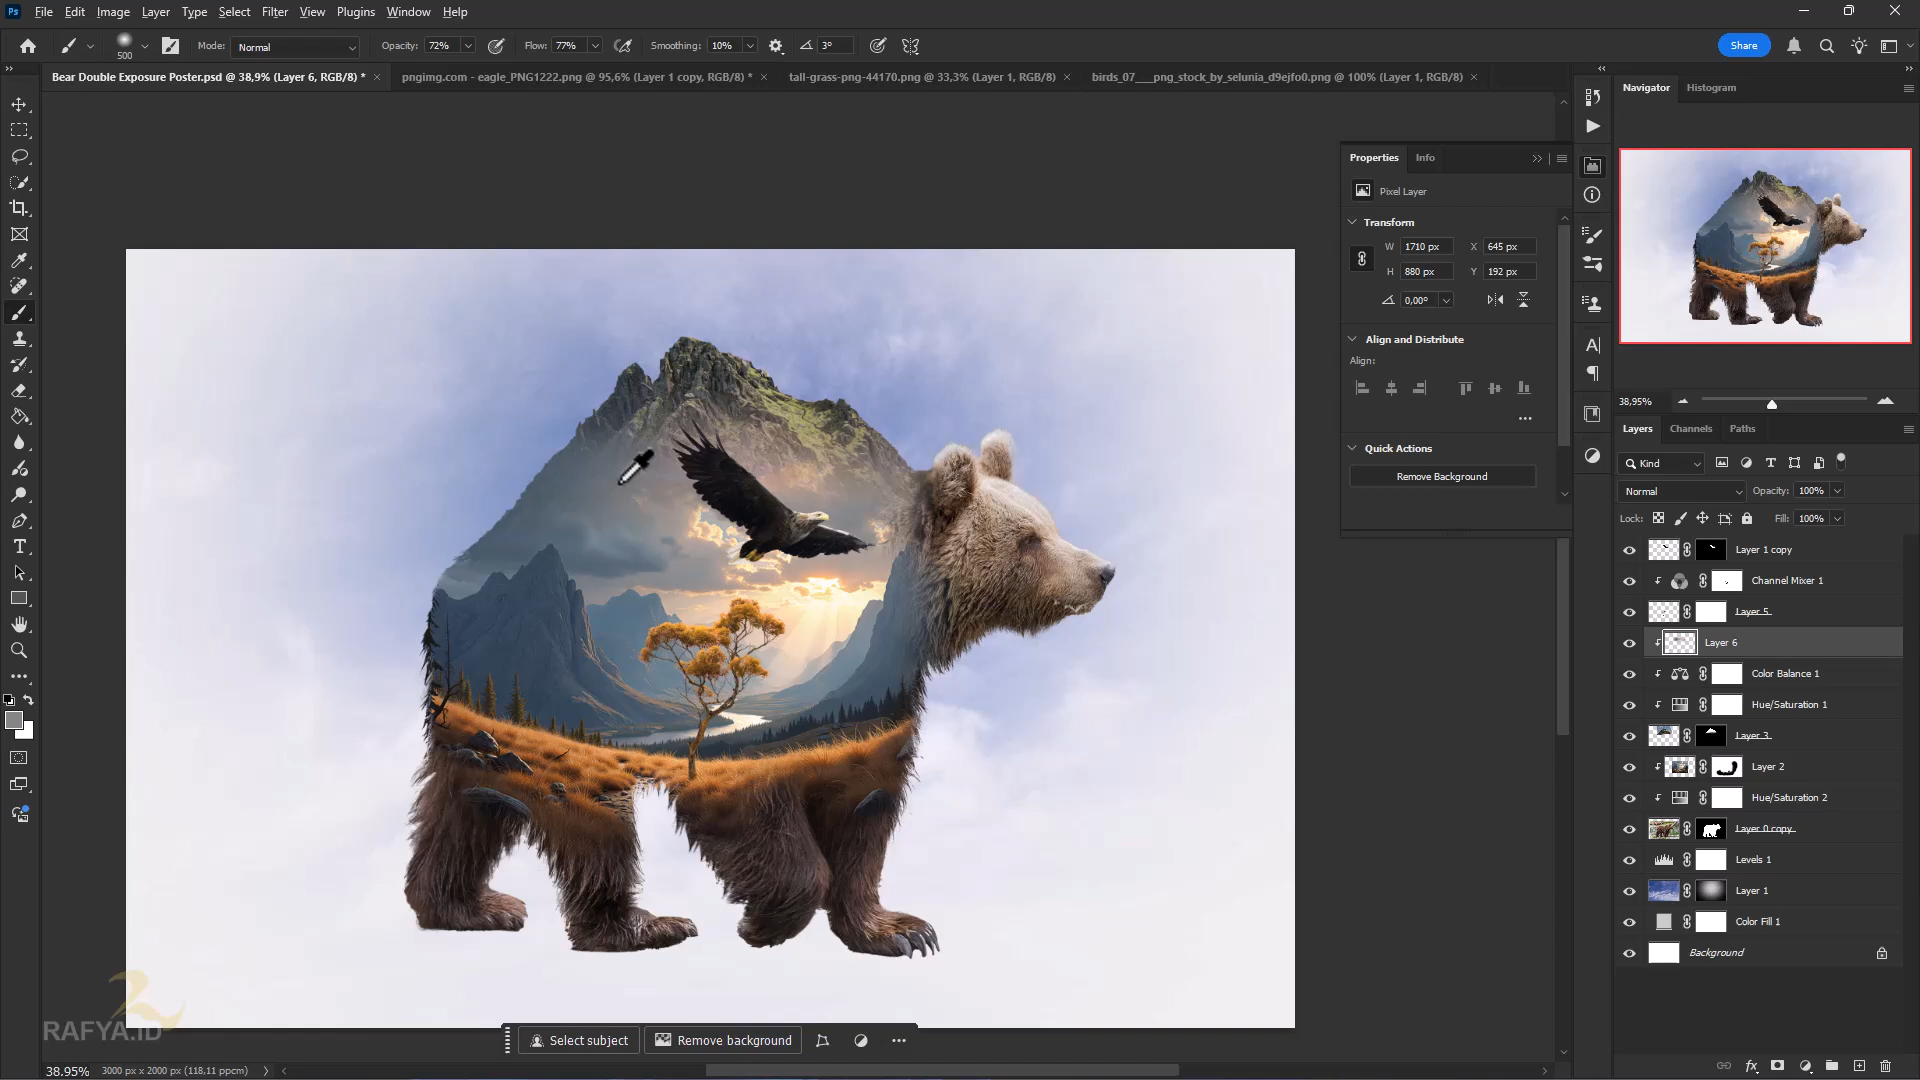 Ps File Edit Image Layer Type Select Filter View Plugins Window Help
500 Mode: Normal Opacity: 72% Flow: 77% Smoothing: 10% 3° Share
Bear Double Exposure Poster.psd @ 38,9% (Layer 6, RGB/8) * pngimg.com - eagle_PNG1222.png @ 95,6% (Layer 1 copy, RGB/8) * tall-grass-png-44170.png @ 33,3% (Layer 1, RGB/8) birds_07___png_stock_by_selunia_d9ejfo0.png @ 100% (Layer 1, RGB/8)
Navigator Histogram
Properties Info
Pixel Layer
Transform
W 1710 px X 645 px
H 880 px Y 192 px
0,00°
Align and Distribute
Align:
Quick Actions
Remove Background
38,95%
Layers Channels Paths
Kind
Normal Opacity: 100%
Lock: Fill: 100%
Layer 1 copy
Channel Mixer 1
Layer 5
Layer 6
Color Balance 1
Hue/Saturation 1
Layer 3
Layer 2
Hue/Saturation 2
Layer 0 copy
Levels 1
Layer 1
Color Fill 1
Background
RAFYA.ID
Select subject Remove background
38.95% 3000 px x 2000 px (118,11 ppcm)